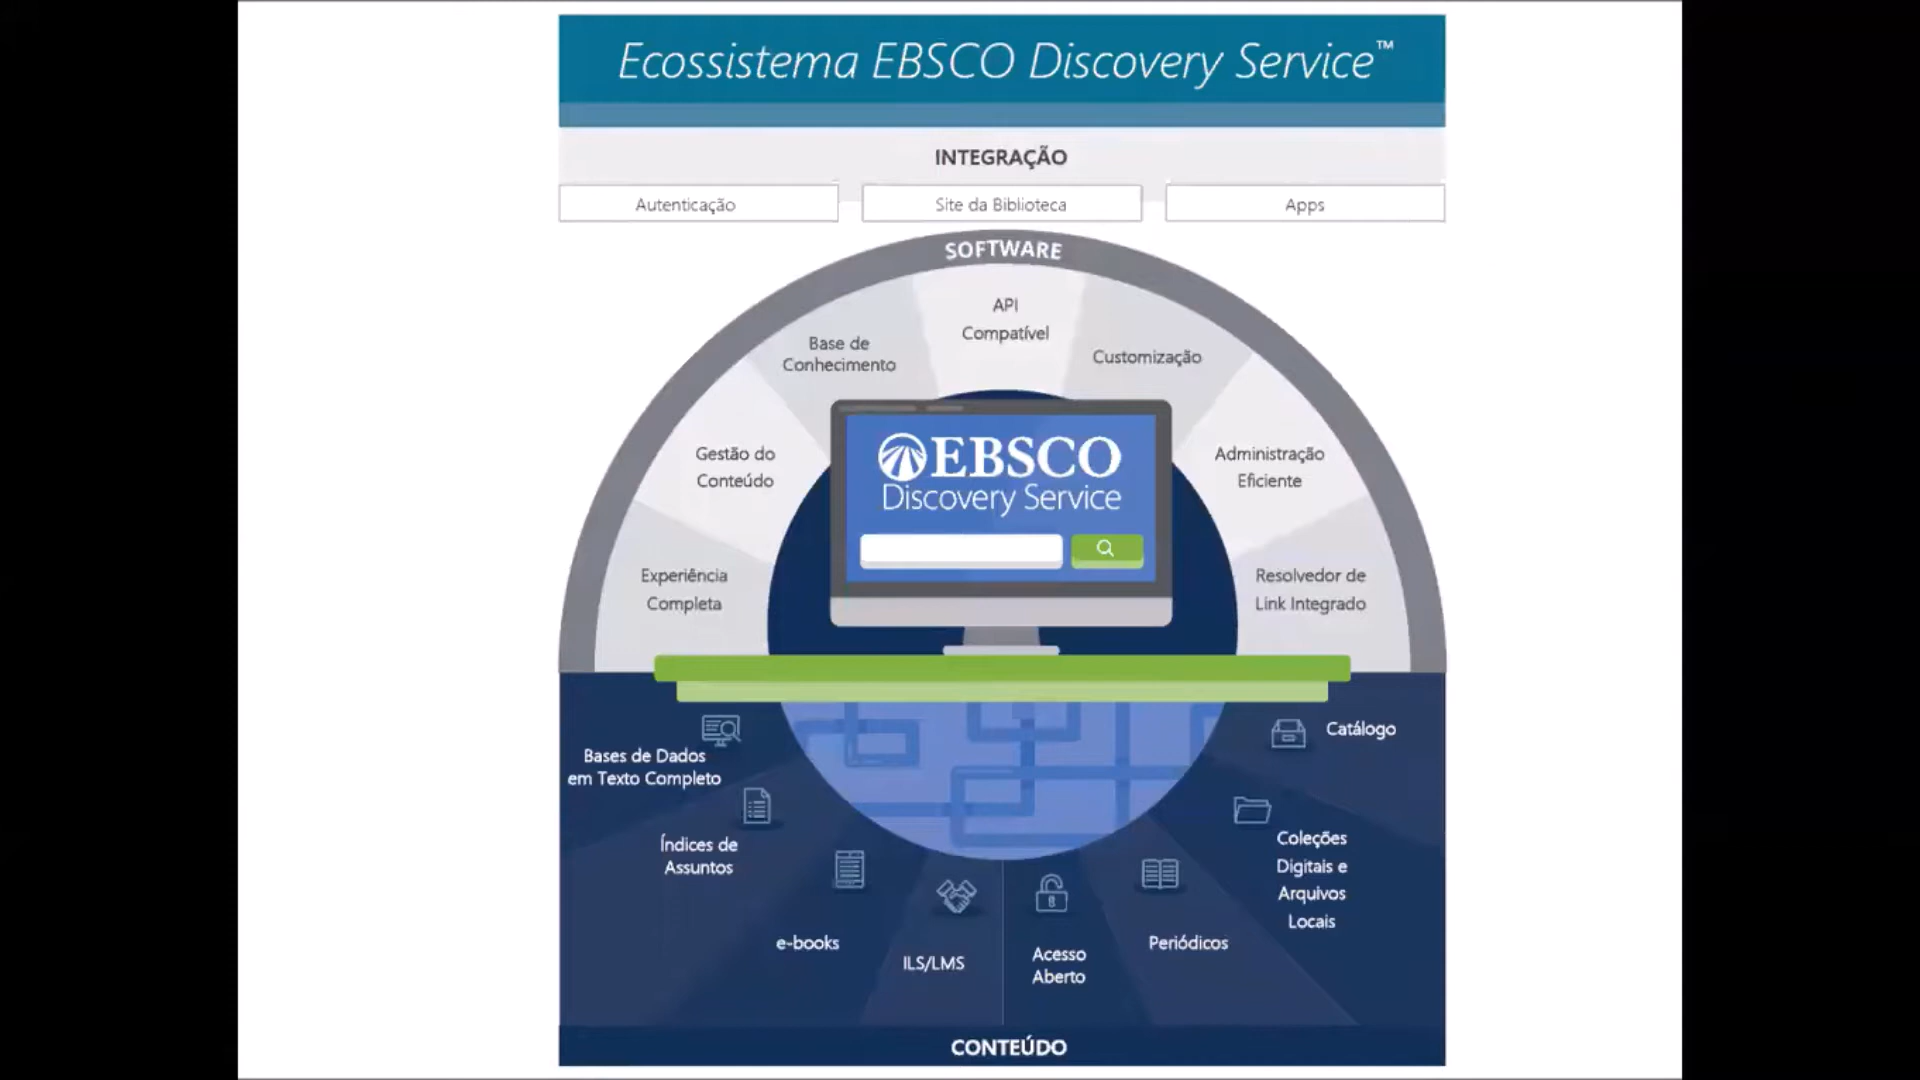 Ecossistema EBSCO Discovery Service™
INTEGRAÇÃO
Autenticação
Site da Biblioteca
Apps
SOFTWARE
API
Compatível
Base de
Conhecimento
Customização
Gestão do
Conteúdo
Administração
Eficiente
Experiência
Completa
Resolvedor de
Link Integrado
EBSCO
Discovery Service
Bases de Dados
em Texto Completo
Índices de
Assuntos
e-books
ILS/LMS
Acesso
Aberto
Periódicos
Coleções
Digitais e
Arquivos
Locais
Catálogo
CONTEÚDO